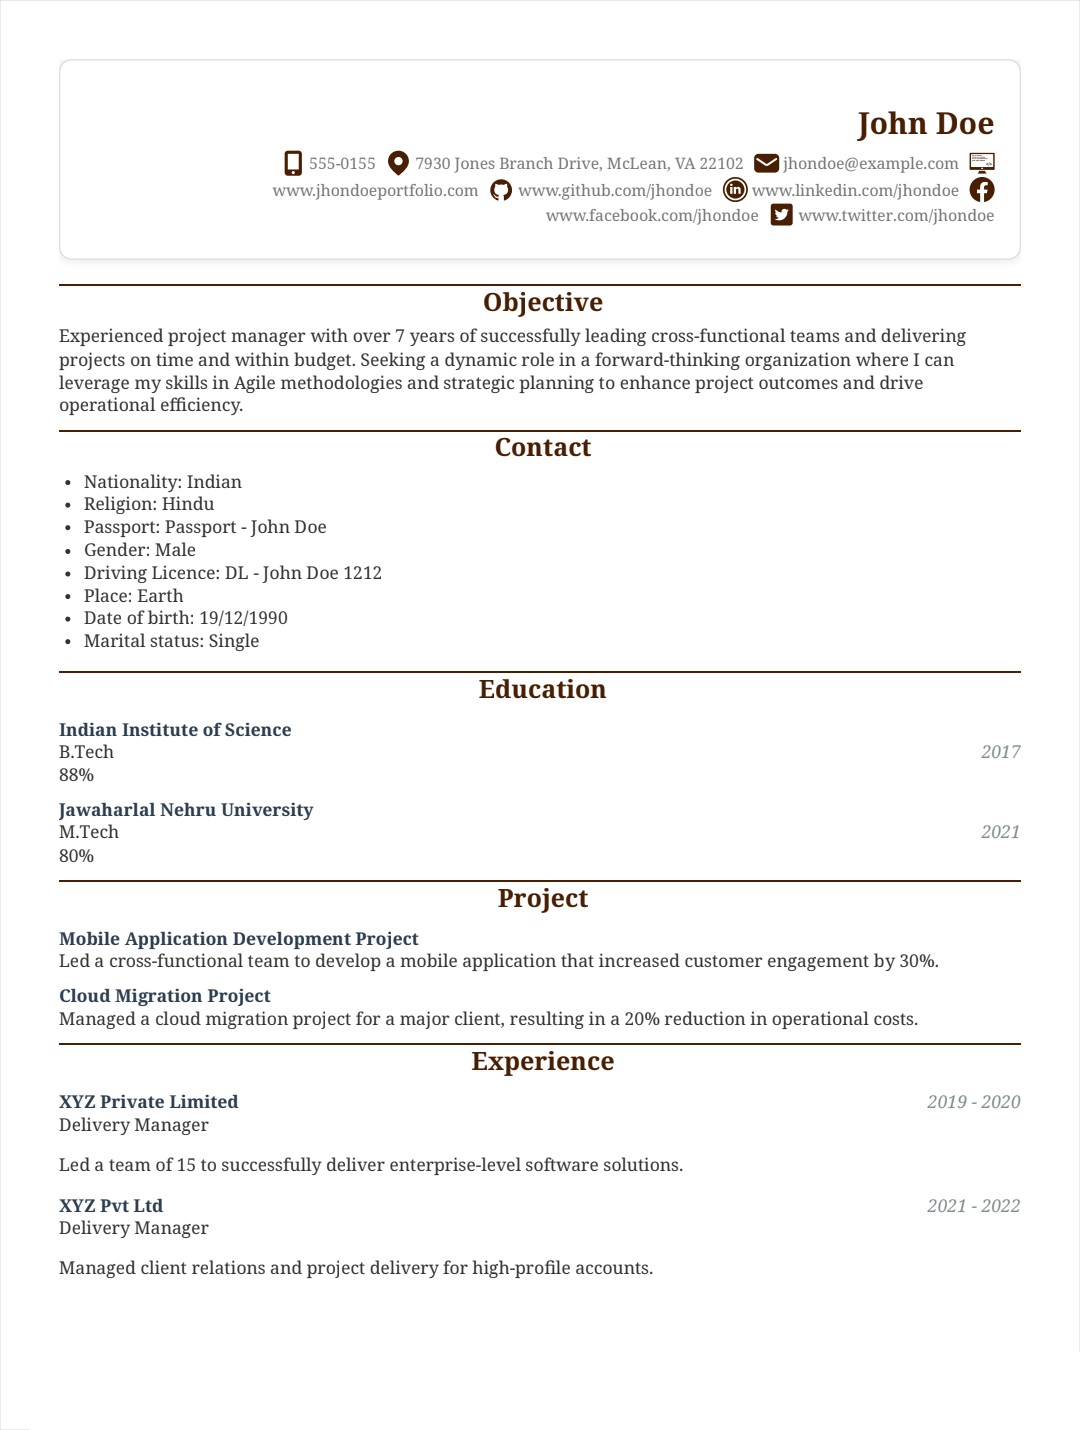 John Doe
555-0155 7930 Jones Branch Drive, McLean, VA 22102 jhondoe@example.com
www.jhondoeportfolio.com www.github.com/jhondoe www.linkedin.com/jhondoe
www.facebook.com/jhondoe www.twitter.com/jhondoe
Objective
Experienced project manager with over 7 years of successfully leading cross-functional teams and delivering
projects on time and within budget. Seeking a dynamic role in a forward-thinking organization where I can
leverage my skills in Agile methodologies and strategic planning to enhance project outcomes and drive
operational efficiency.
Contact
• Nationality: Indian
• Religion: Hindu
• Passport: Passport - John Doe
• Gender: Male
• Driving Licence: DL - John Doe 1212
• Place: Earth
• Date of birth: 19/12/1990
• Marital status: Single
Education
Indian Institute of Science
B.Tech 2017
88%
Jawaharlal Nehru University
M.Tech 2021
80%
Project
Mobile Application Development Project
Led a cross-functional team to develop a mobile application that increased customer engagement by 30%.
Cloud Migration Project
Managed a cloud migration project for a major client, resulting in a 20% reduction in operational costs.
Experience
XYZ Private Limited 2019 - 2020
Delivery Manager
Led a team of 15 to successfully deliver enterprise-level software solutions.
XYZ Pvt Ltd 2021 - 2022
Delivery Manager
Managed client relations and project delivery for high-profile accounts.